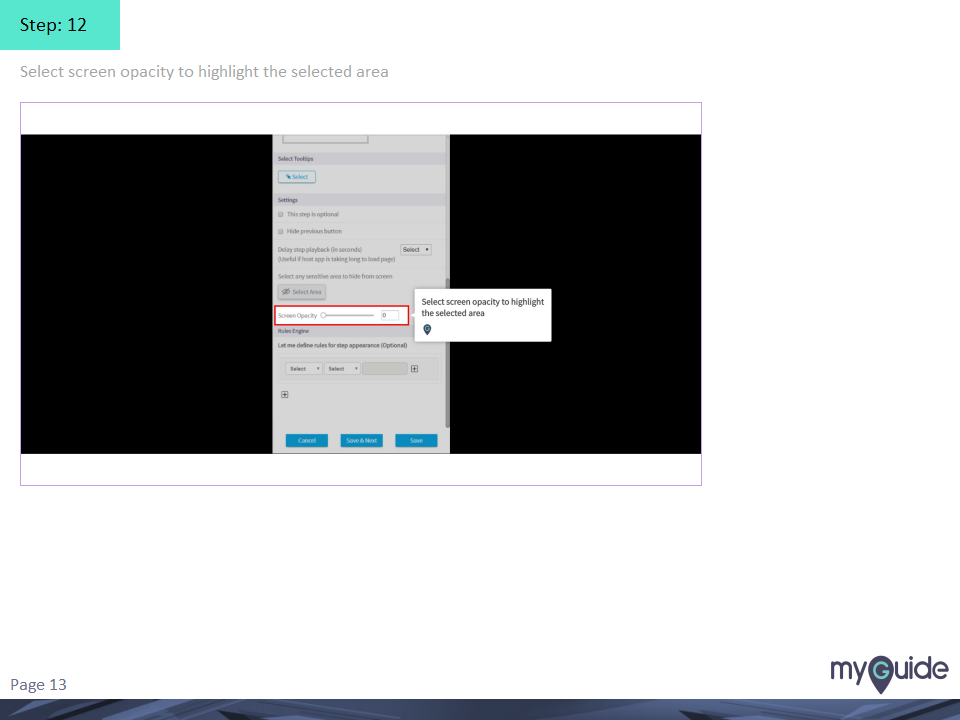 Step: 12
Select screen opacity to highlight the selected area
Select Tooltips
Select
Settings
This step is optional
Hide previous button
Delay step playback (in seconds)
Select
(Useful if host app is taking long to load page)
Select any sensitive area to hide from screen
Select Area
Screen Opacity
0
Select screen opacity to highlight
the selected area
Rules Engine
Let me define rules for step appearance (Optional)
Select
Select
Cancel
Save & Next
Save
Page 13
myGuide